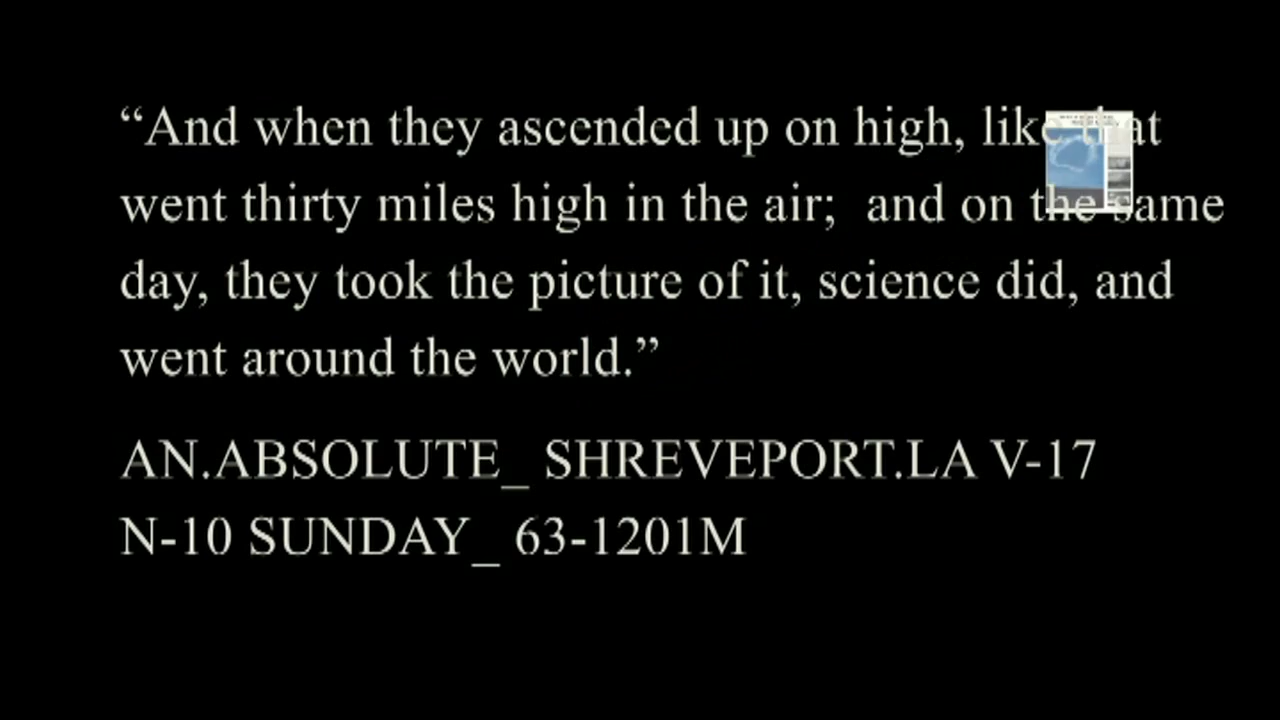 “And when they ascended up on high, like that
went thirty miles high in the air;  and on the same
day, they took the picture of it, science did, and
went around the world.”
AN.ABSOLUTE_ SHREVEPORT.LA V-17
N-10 SUNDAY_ 63-1201M